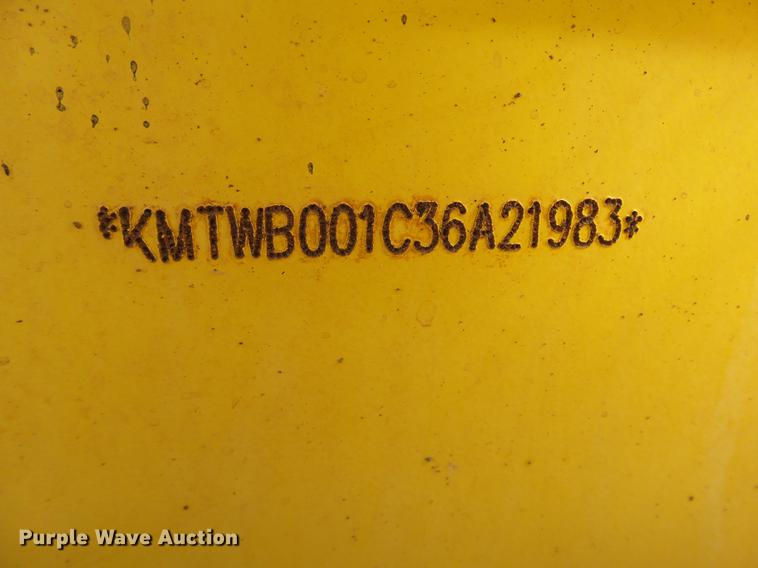 *KMTWB001C36A21983*
Purple Wave Auction